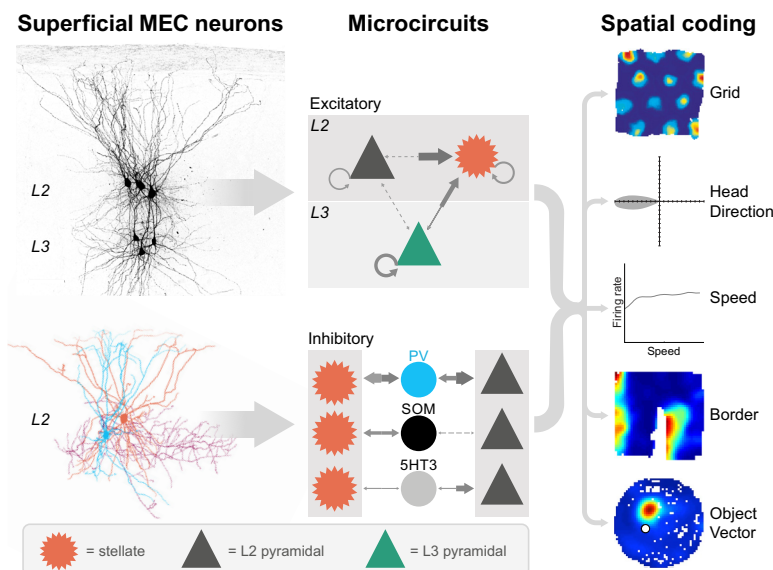 Superficial MEC neurons
Microcircuits
Spatial coding
L2
L3
Excitatory
L2
L3
Grid
Head
Direction
Firing rate
Speed
Speed
L2
Inhibitory
PV
SOM
5HT3
Border
Object
Vector
= stellate
= L2 pyramidal
= L3 pyramidal